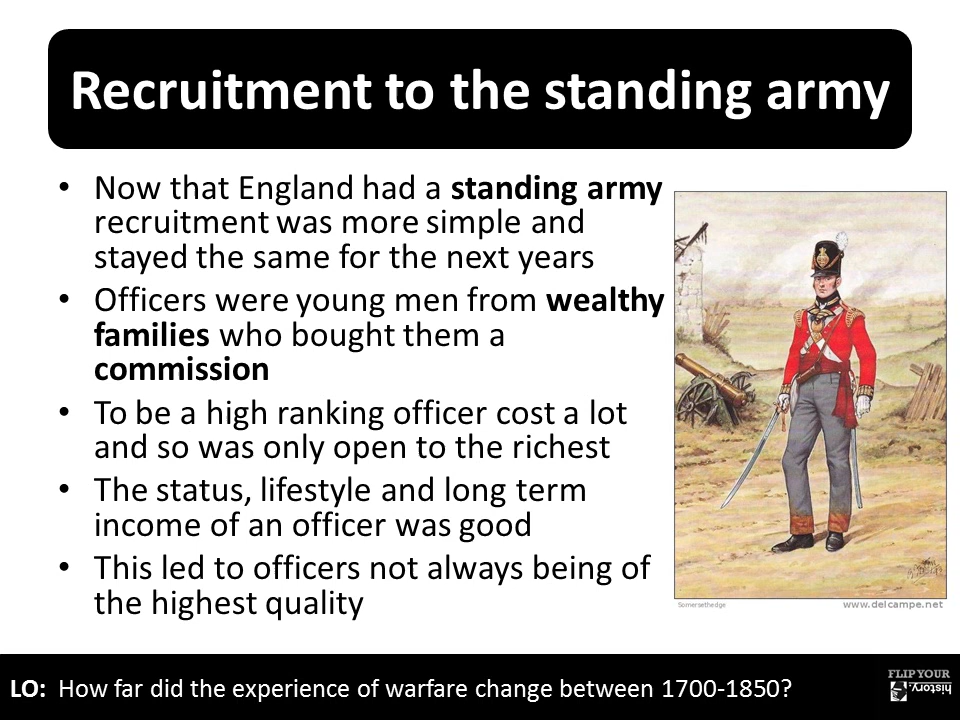 Recruitment to the standing army
• Now that England had a standing army
recruitment was more simple and
stayed the same for the next years
• Officers were young men from wealthy
families who bought them a
commission
• To be a high ranking officer cost a lot
and so was only open to the richest
• The status, lifestyle and long term
income of an officer was good
• This led to officers not always being of
the highest quality
Somersethedge
www.delcampe.net
LO: How far did the experience of warfare change between 1700-1850?
FLIP YOUR
history.